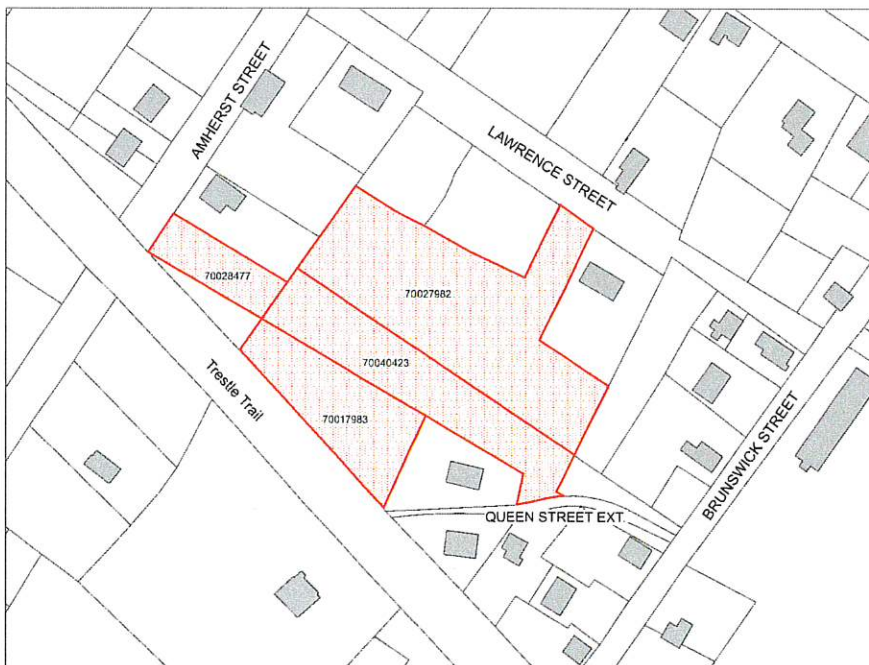 AMHERST STREET
LAWRENCE STREET
70028477
70027982
70040423
Trestle Trail
70017983
BRUNSWICK STREET
QUEEN STREET EXT.